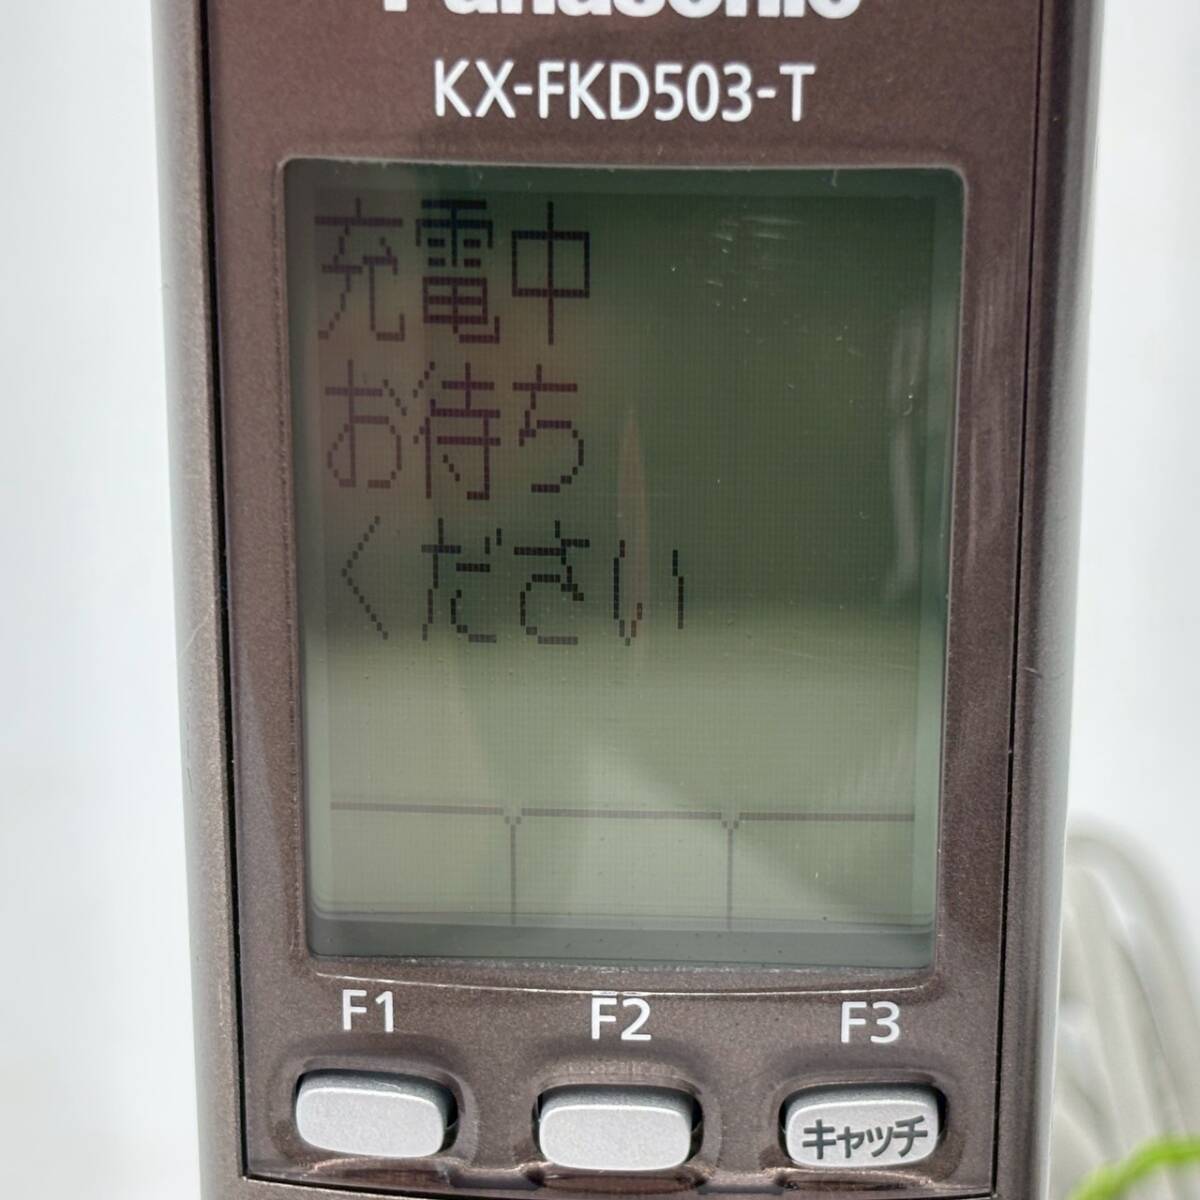 Panasonic
KX-FKD503-T
充電中
お待ち
ください
F1 F2 F3
キャッチ